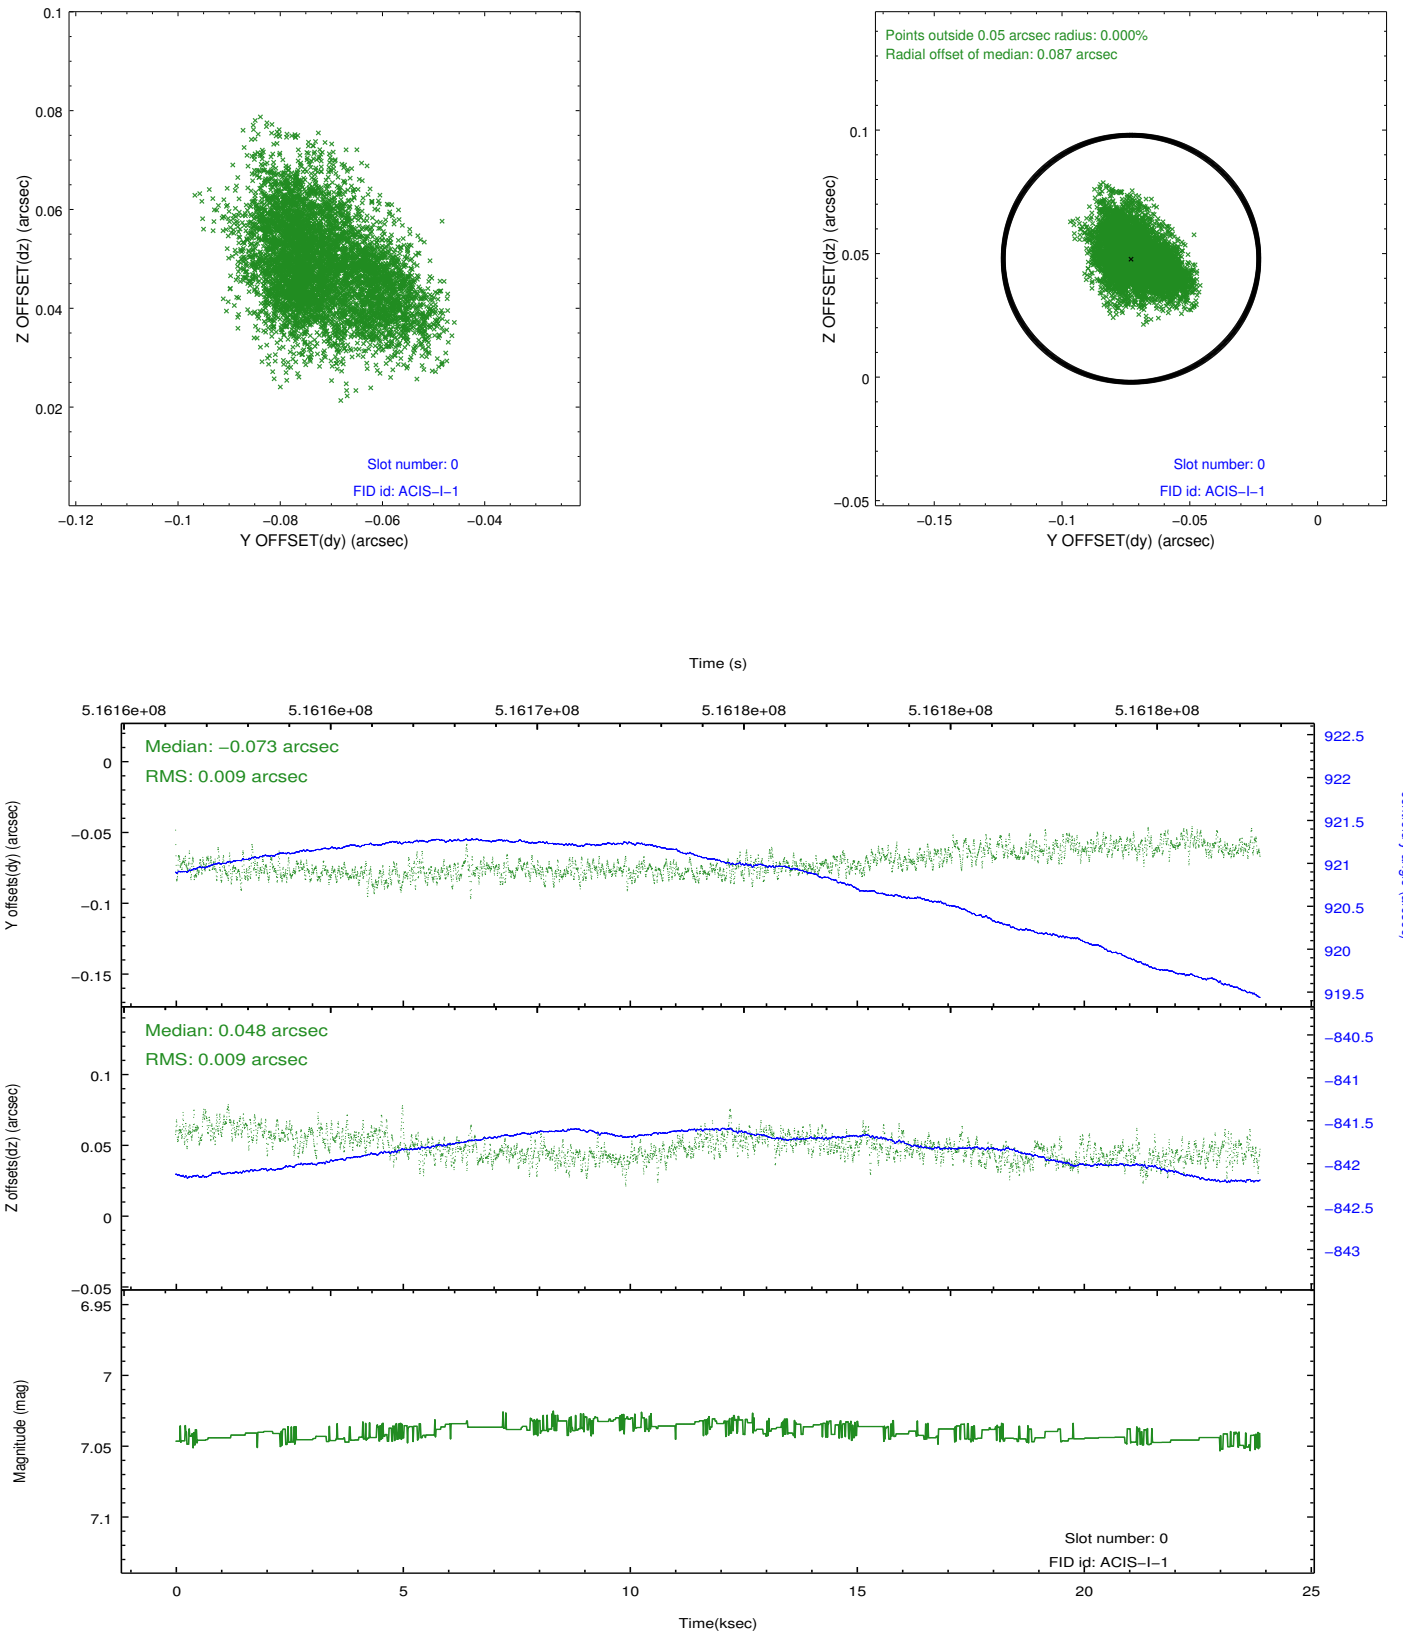 0.1
0.08
0.06
0.04
0.02
Z OFFSET(dz) (arcsec)
Slot number: 0
FID id: ACIS−I−1
−0.12 −0.1 −0.08 −0.06 −0.04
Y OFFSET(dy) (arcsec)
Points outside 0.05 arcsec radius: 0.000%
Radial offset of median: 0.087 arcsec
0.1
0.05
0
−0.05
Z OFFSET(dz) (arcsec)
Slot number: 0
FID id: ACIS−I−1
−0.15 −0.1 −0.05 0
Y OFFSET(dy) (arcsec)
Time (s)
5.1616e+08 5.1616e+08 5.1617e+08 5.1618e+08 5.1618e+08 5.1618e+08
Median: −0.073 arcsec
RMS: 0.009 arcsec
0
−0.05
−0.1
−0.15
Y offsets(dy) (arcsec)
922.5
922
921.5
921
920.5
920
919.5
Median: 0.048 arcsec
RMS: 0.009 arcsec
0.1
0.05
0
−0.05
Z offsets(dz) (arcsec)
−840.5
−841
−841.5
−842
−842.5
−843
6.95
7
7.05
7.1
Magnitude (mag)
Slot number: 0
FID id: ACIS−I−1
0 5 10 15 20 25
Time(ksec)